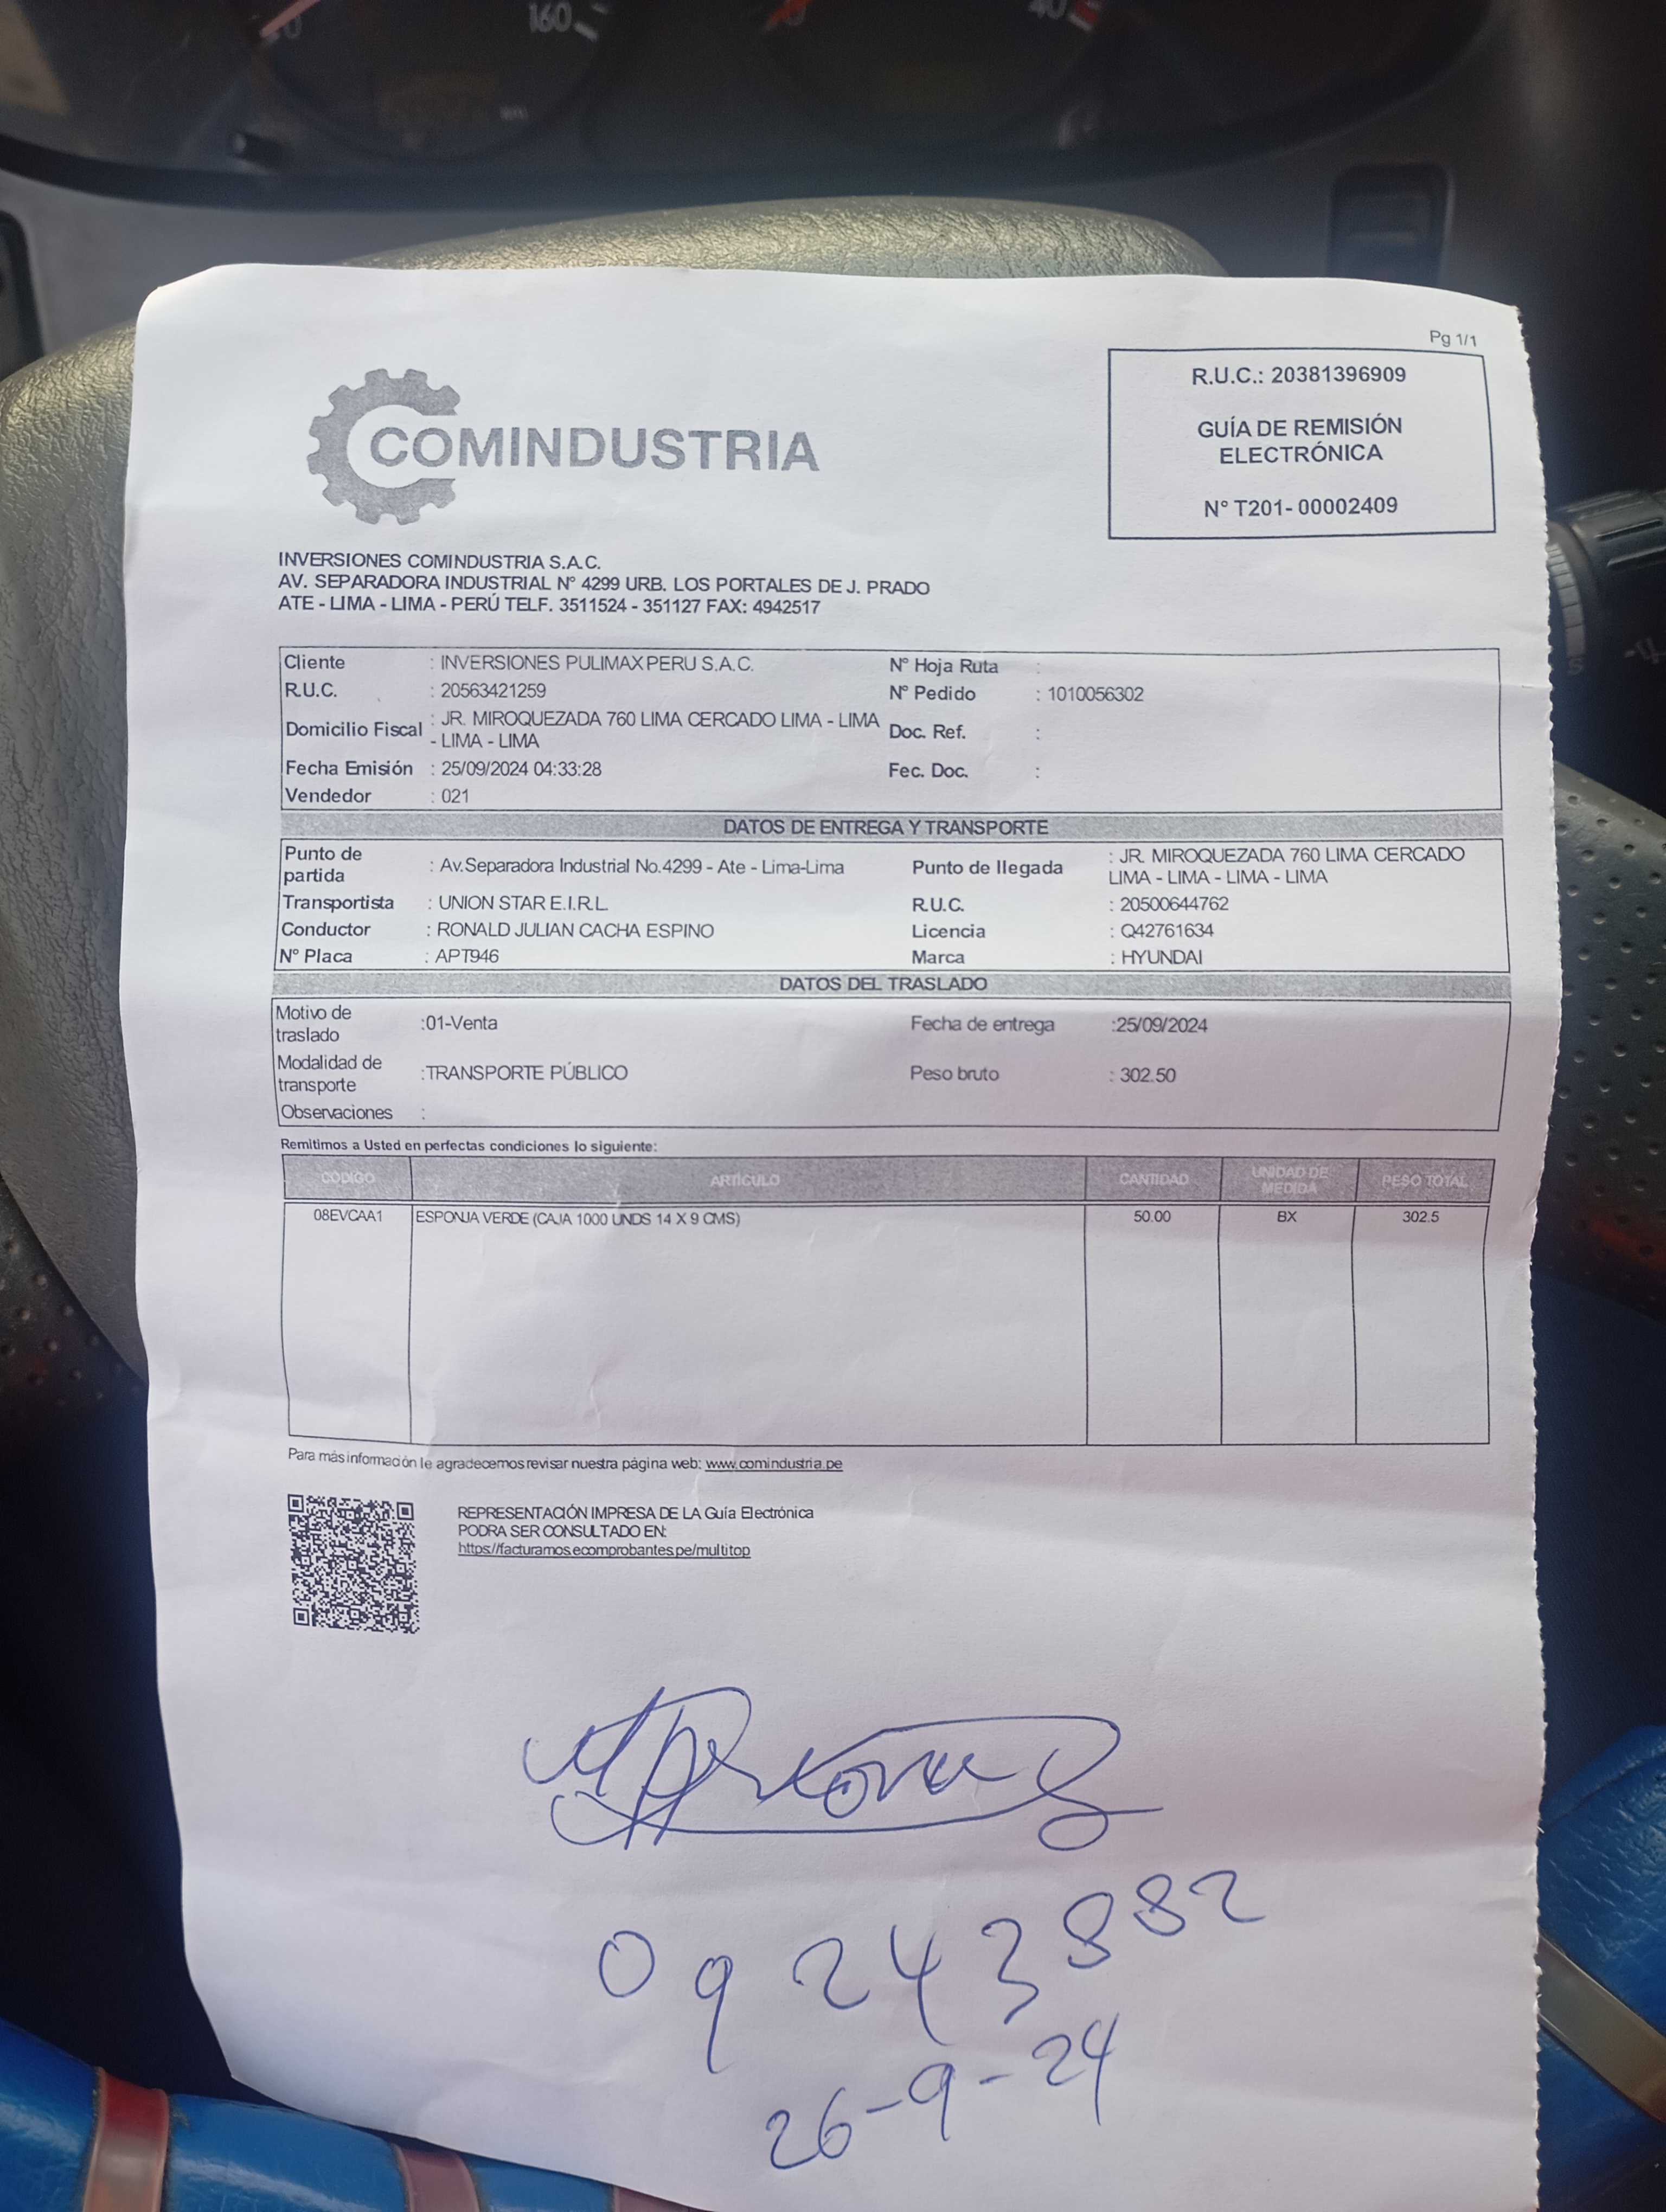 160
Pg 1/1
COMINDUSTRIA
R.U.C.: 20381396909
GUÍA DE REMISIÓN
ELECTRÓNICA
N° T201- 00002409
INVERSIONES COMINDUSTRIA S.A.C.
AV. SEPARADORA INDUSTRIAL N° 4299 URB. LOS PORTALES DE J. PRADO
ATE - LIMA - LIMA - PERÚ TELF. 3511524 - 351127 FAX: 4942517
Cliente : INVERSIONES PULIMAX PERU S.A.C. N° Hoja Ruta :
R.U.C. : 20563421259 N° Pedido : 1010056302
Domicilio Fiscal : JR. MIROQUEZADA 760 LIMA CERCADO LIMA - LIMA - LIMA - LIMA Doc. Ref. :
Fecha Emisión : 25/09/2024 04:33:28 Fec. Doc. :
Vendedor : 021
DATOS DE ENTREGA Y TRANSPORTE
Punto de partida : Av.Separadora Industrial No.4299 - Ate - Lima-Lima Punto de llegada : JR. MIROQUEZADA 760 LIMA CERCADO LIMA - LIMA - LIMA - LIMA
Transportista : UNION STAR E.I.R.L R.U.C. : 20500644762
Conductor : RONALD JULIAN CACHA ESPINO Licencia : Q42761634
N° Placa : APT946 Marca : HYUNDAI
DATOS DEL TRASLADO
Motivo de traslado :01-Venta Fecha de entrega :25/09/2024
Modalidad de transporte :TRANSPORTE PÚBLICO Peso bruto : 302.50
Observaciones :
Remitimos a Usted en perfectas condiciones lo siguiente:
CÓDIGO ARTÍCULO CANTIDAD UNIDAD DE MEDIDA PESO TOTAL
08EVCAA1 ESPONJA VERDE (CAJA 1000 UNDS 14 X 9 CMS) 50.00 BX 302.5
Para más información le agradecemos revisar nuestra página web: www.comindustria.pe
REPRESENTACIÓN IMPRESA DE LA Guía Electrónica
PODRA SER CONSULTADO EN:
https://facturamos.ecomprobantes.pe/multitop
09243882
26-9-24